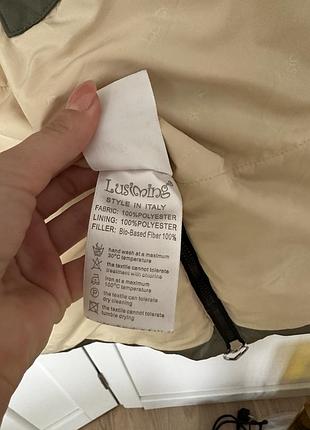 Lusiming
STYLE IN ITALY
FABRIC: 100%POLYESTER
LINING: 100%POLYESTER
FILLER: Bio-Based Fiber 100%
hand wash at a maximum
30°C temperature
the textile cannot tolerate
treatment with chlorine
iron at a maximum
100°C temperature
the textile cannot tolerate
dry cleaning
the textile cannot tolerate
tumble drying